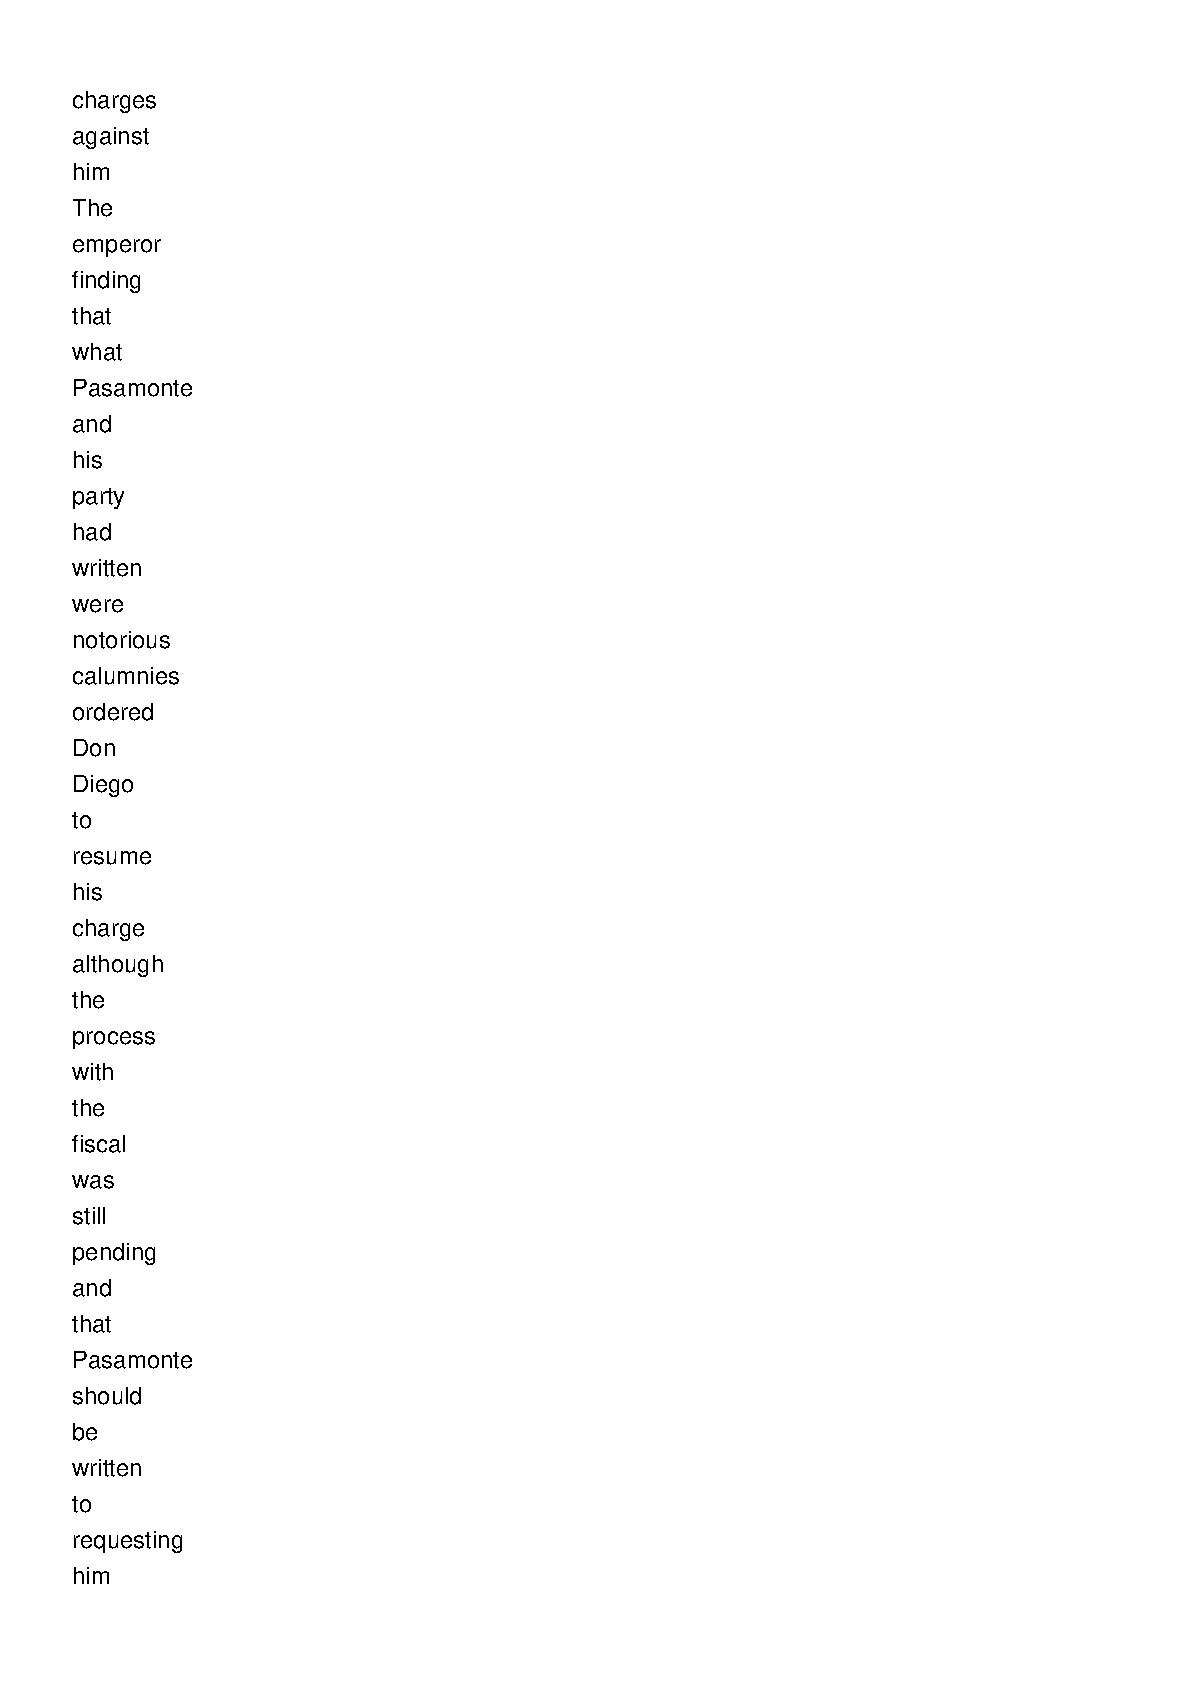 charges
against
him
The
emperor
finding
that
what
Pasamonte
and
his
party
had
written
were
notorious
calumnies
ordered
Don
Diego
to
resume
his
charge
although
the
process
with
the
fiscal
was
still
pending
and
that
Pasamonte
should
be
written
to
requesting
him